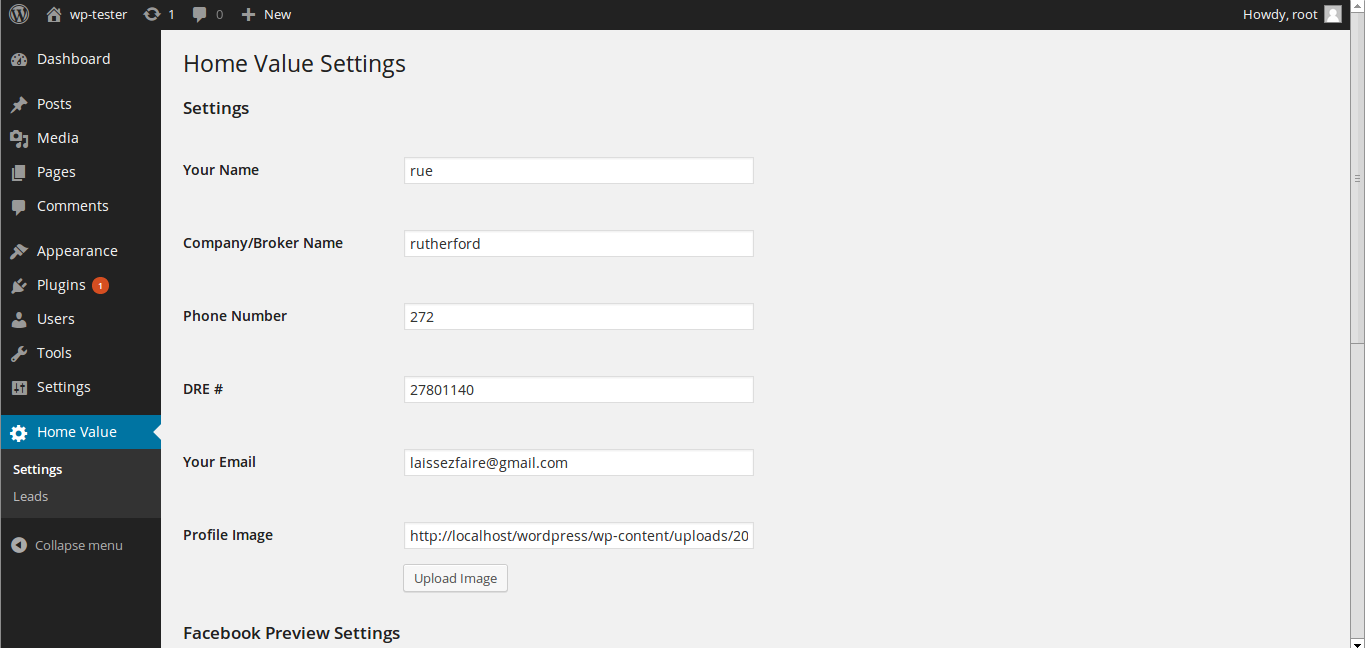 wp-tester 1 0 New Howdy, root
Dashboard
Posts
Media
Pages
Comments
Appearance
Plugins 1
Users
Tools
Settings
Home Value
Settings
Leads
Collapse menu
Home Value Settings
Settings
Your Name rue
Company/Broker Name rutherford
Phone Number 272
DRE # 27801140
Your Email laissezfaire@gmail.com
Profile Image http://localhost/wordpress/wp-content/uploads/20
Upload Image
Facebook Preview Settings